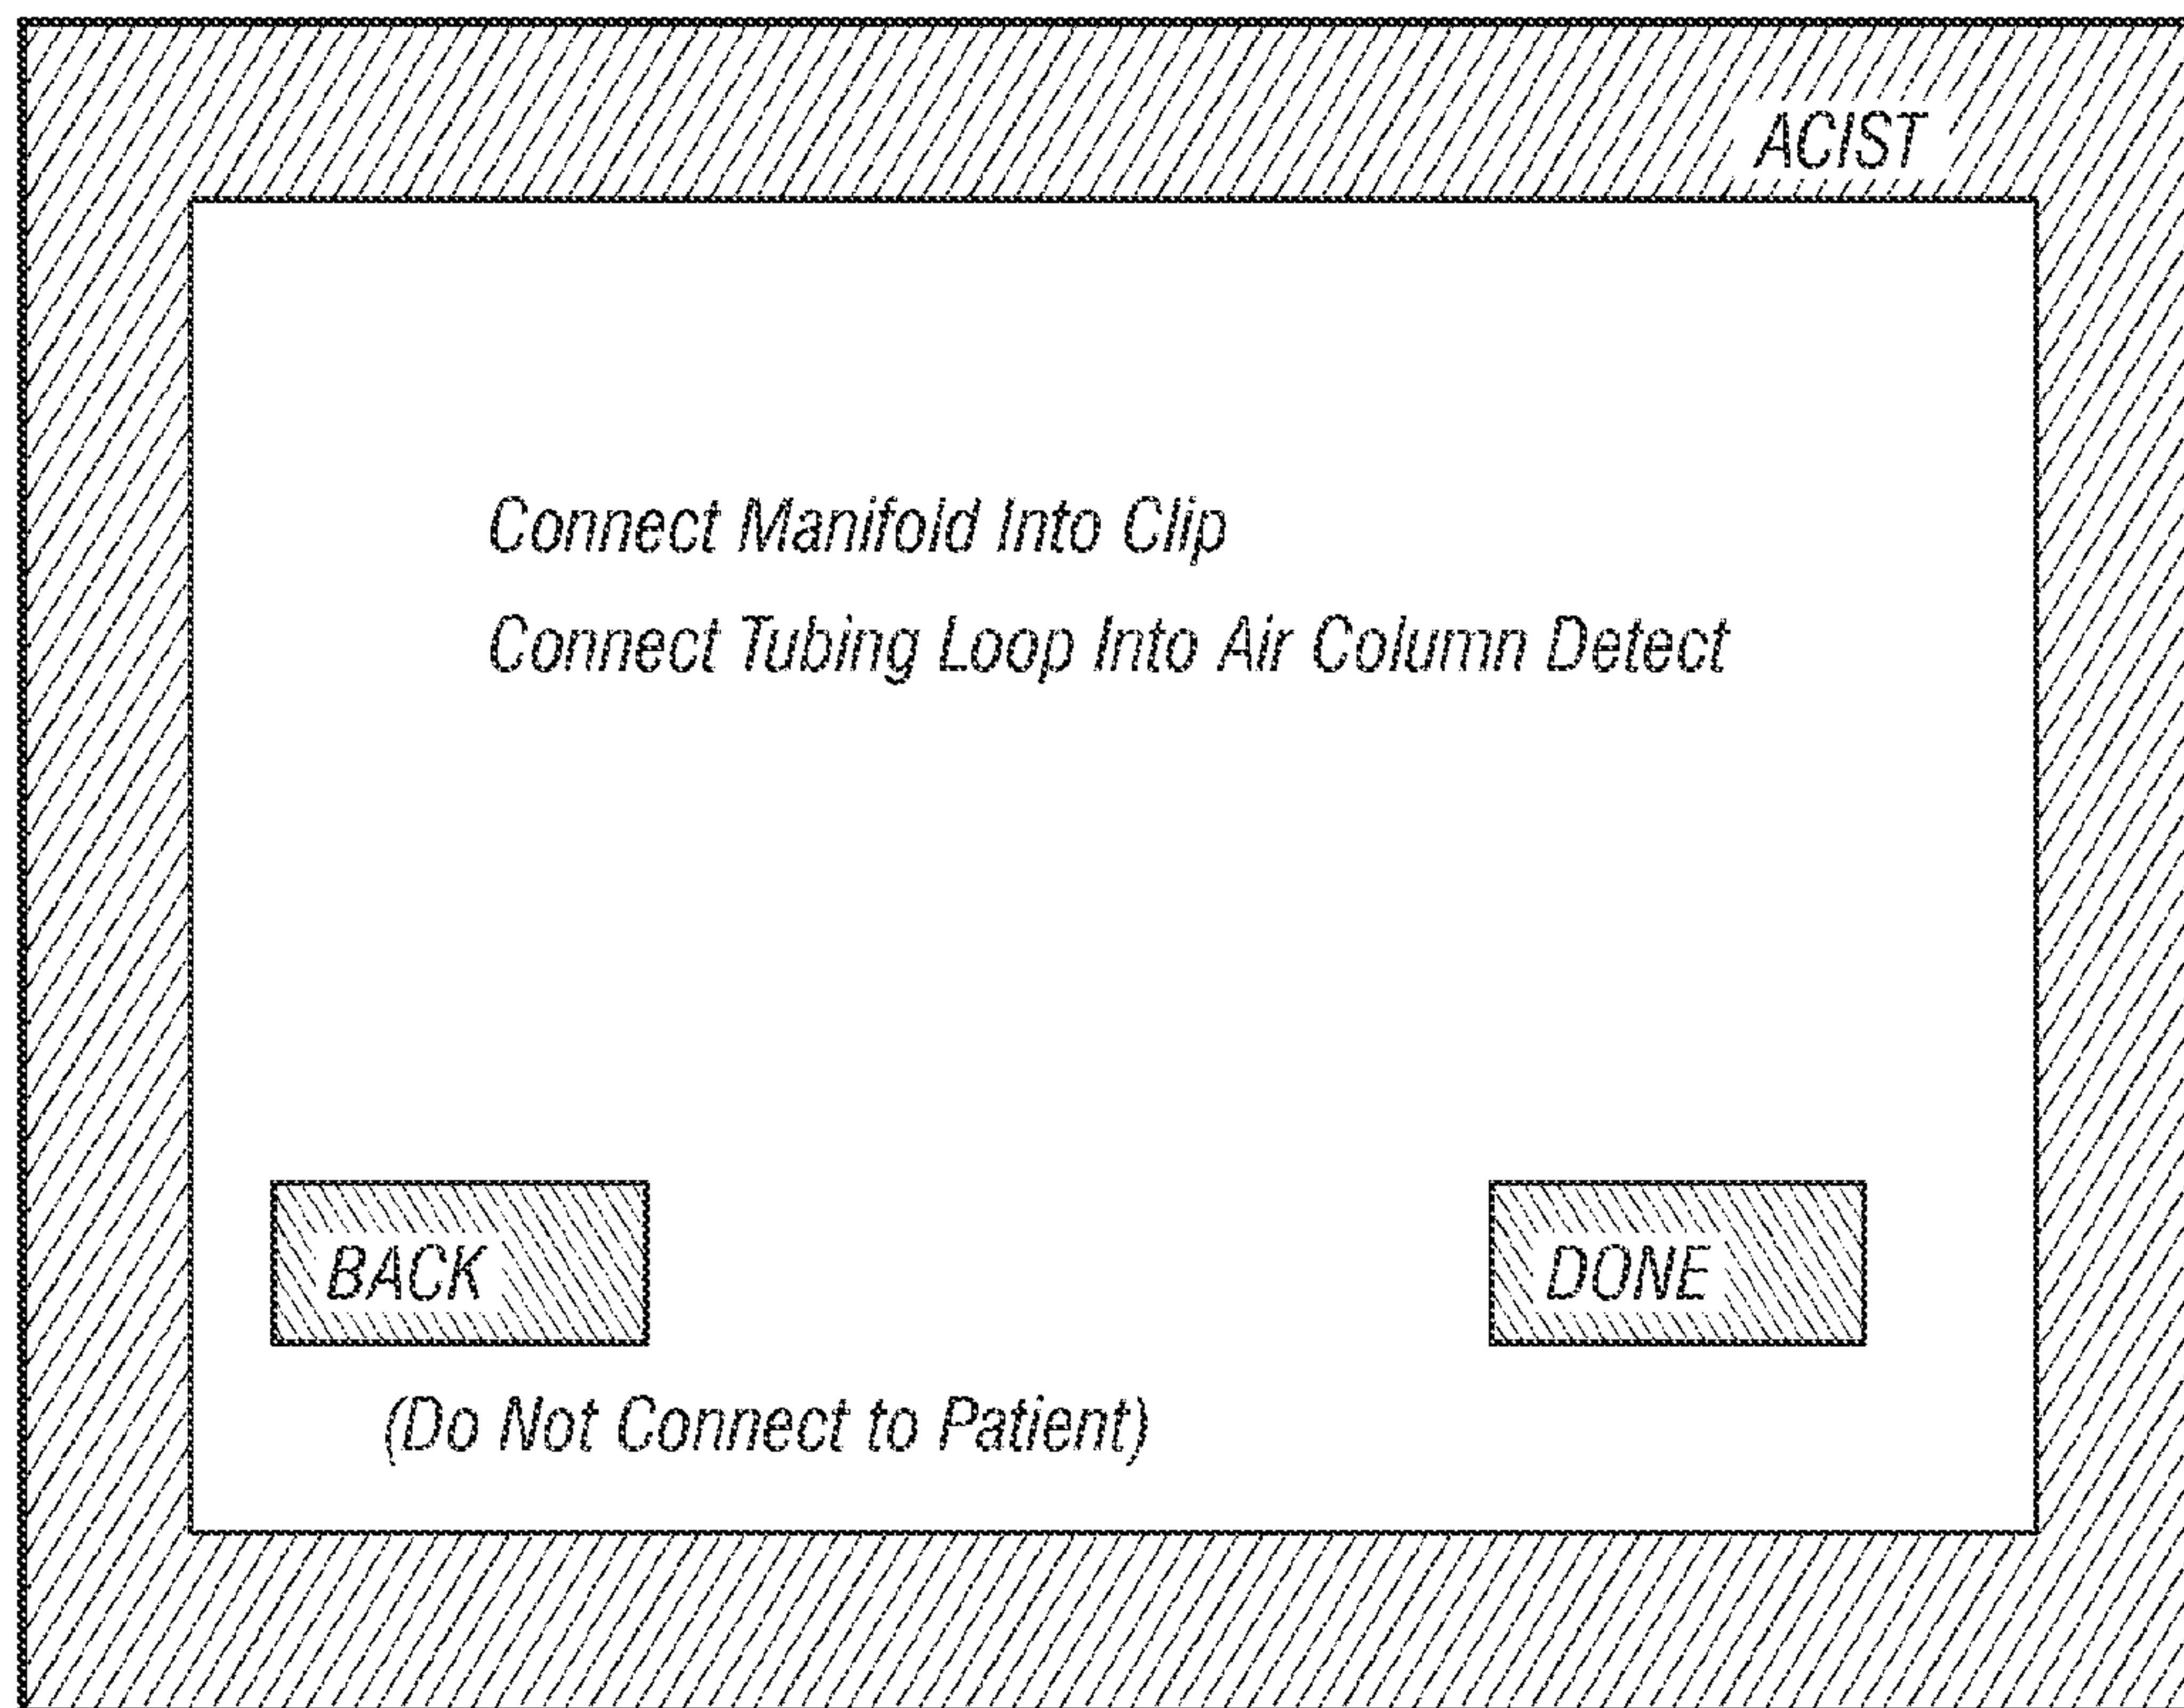 ACIST
Connect Manifold Into Clip
Connect Tubing Loop Into Air Column Detect
BACK
DONE
(Do Not Connect to Patient)